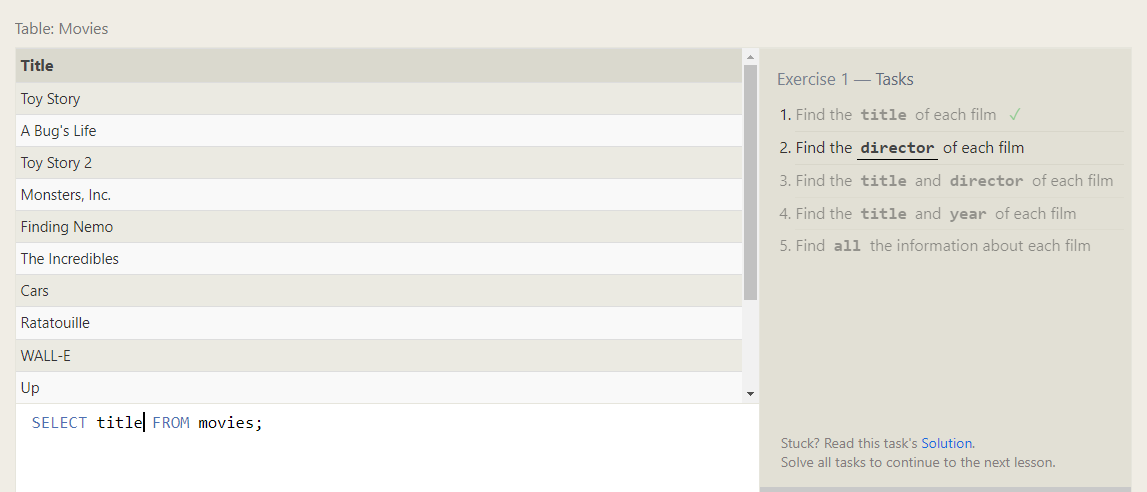 Table: Movies
Title
Toy Story
A Bug's Life
Toy Story 2
Monsters, Inc.
Finding Nemo
The Incredibles
Cars
Ratatouille
WALL-E
Up
SELECT title FROM movies;
Exercise 1 — Tasks
1. Find the title of each film ✓
2. Find the director of each film
3. Find the title and director of each film
4. Find the title and year of each film
5. Find all the information about each film
Stuck? Read this task's Solution.
Solve all tasks to continue to the next lesson.